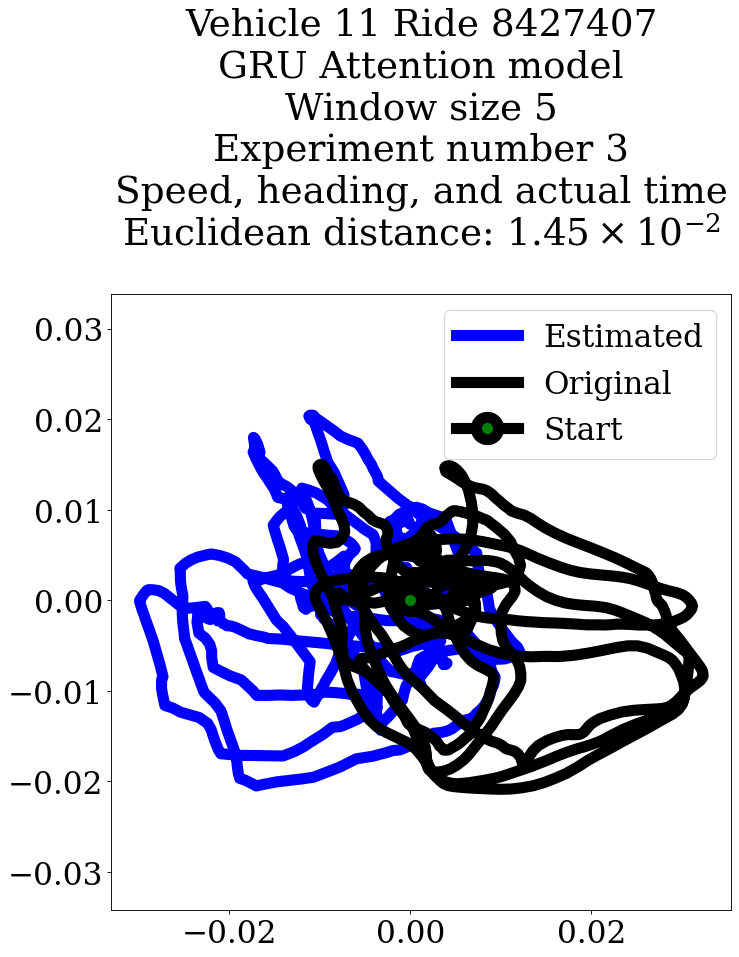 Vehicle 11 Ride 8427407
GRU Attention model
Window size 5
Experiment number 3
Speed, heading, and actual time
Euclidean distance: 1.45 × 10⁻²
Estimated
Original
Start
0.03
0.02
0.01
0.00
−0.01
−0.02
−0.03
−0.02 0.00 0.02